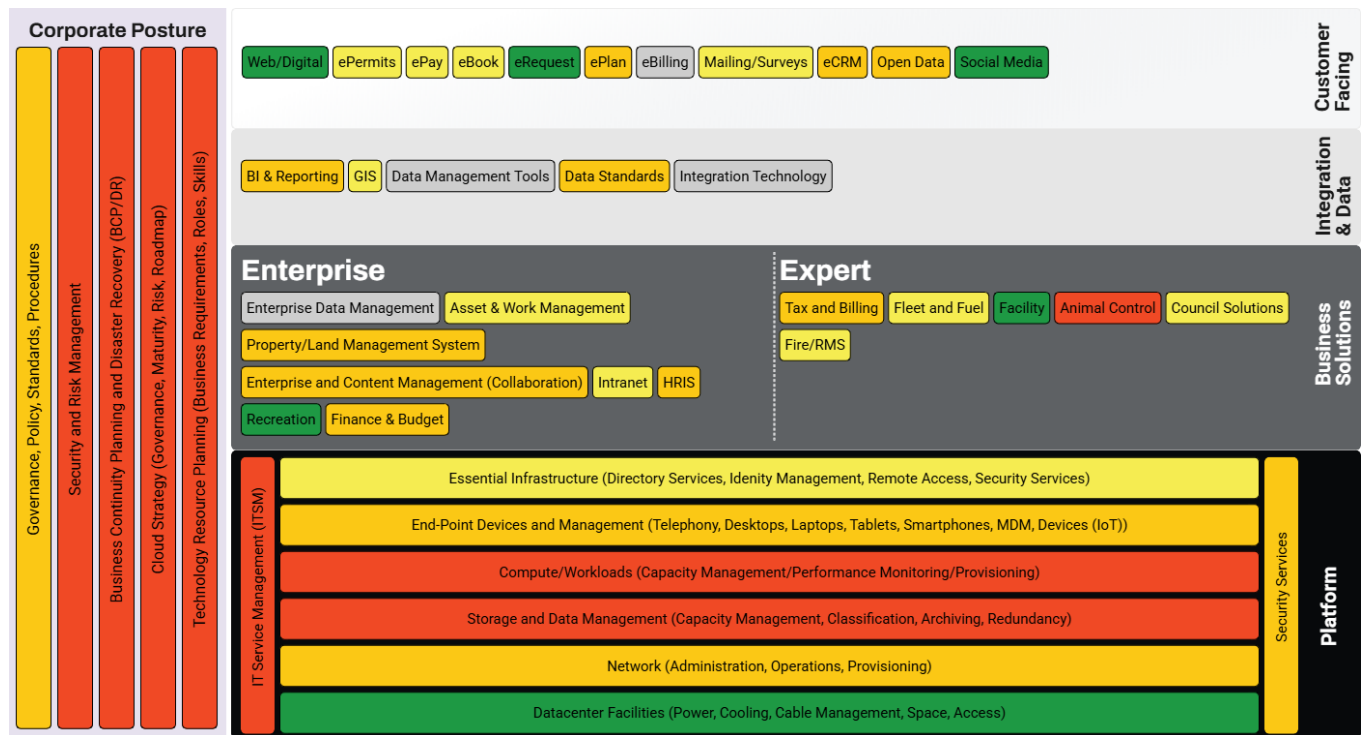 Corporate Posture
Governance, Policy, Standards, Procedures
Security and Risk Management
Business Continuity Planning and Disaster Recovery (BCP/DR)
Cloud Strategy (Governance, Maturity, Risk, Roadmap)
Technology Resource Planning (Business Requirements, Roles, Skills)
Web/Digital
ePermits
ePay
eBook
eRequest
ePlan
eBilling
Mailing/Surveys
eCRM
Open Data
Social Media
Customer
Facing
BI & Reporting
GIS
Data Management Tools
Data Standards
Integration Technology
Integration
& Data
Enterprise
Enterprise Data Management
Asset & Work Management
Property/Land Management System
Enterprise and Content Management (Collaboration)
Intranet
HRIS
Recreation
Finance & Budget
Expert
Tax and Billing
Fleet and Fuel
Facility
Animal Control
Council Solutions
Fire/RMS
Business
Solutions
IT Service Management (ITSM)
Essential Infrastructure (Directory Services, Idenity Management, Remote Access, Security Services)
End-Point Devices and Management (Telephony, Desktops, Laptops, Tablets, Smartphones, MDM, Devices (IoT))
Compute/Workloads (Capacity Management/Performance Monitoring/Provisioning)
Storage and Data Management (Capacity Management, Classification, Archiving, Redundancy)
Network (Administration, Operations, Provisioning)
Datacenter Facilities (Power, Cooling, Cable Management, Space, Access)
Security Services
Platform